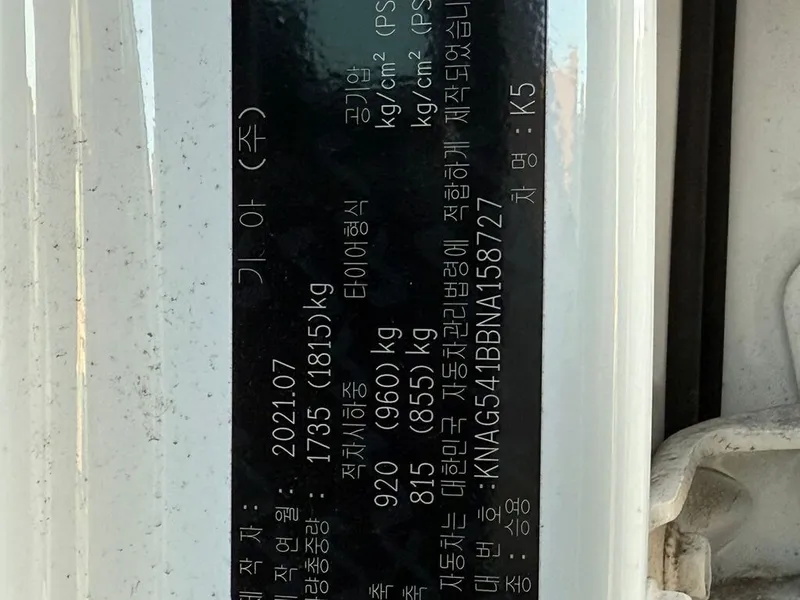 제작자: 기 아 (주)
제작연월: 2021.07
차량총중량: 1735 (1815)kg
적차시하중 타이어형식 공기압
축 920 (960)kg kg/cm² (PS
축 815 (855)kg kg/cm² (PS
자동차는 대한민국 자동차관리법령에 적합하게 제작되었습니
대 번 호 :KNAG541BBNA158727
종: 승용 차 명 : K5